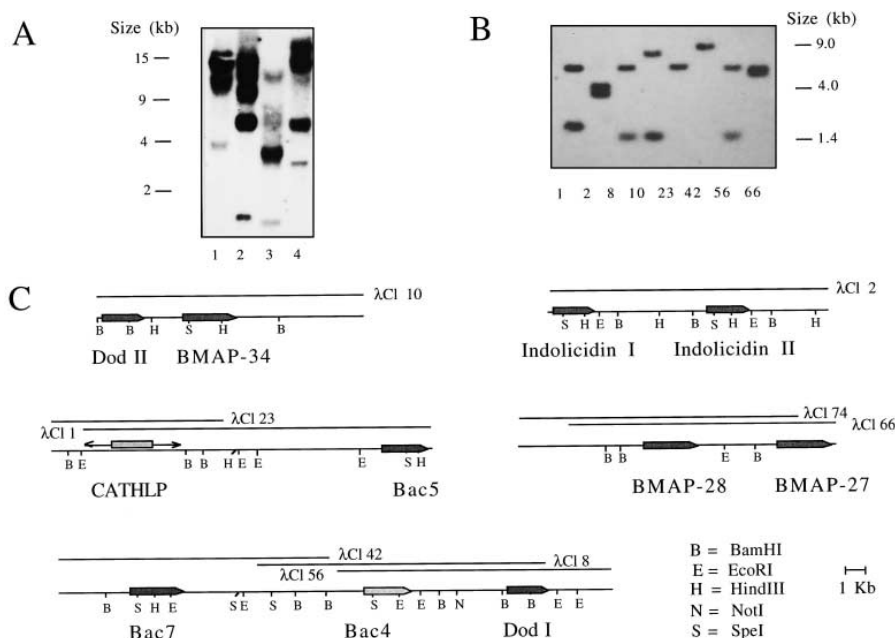 A
Size (kb)
15
9
4
2
1 2 3 4
B
Size (kb)
9.0
4.0
1.4
1 2 8 10 23 42 56 66
C
λCl 10
B B H S H B
Dod II BMAP-34
λCl 2
S H E B H B S H E B H
Indolicidin I Indolicidin II
λCl 23
λCl 1
B E B B H E E E S H
CATHLP Bac5
λCl 74
λCl 66
B B E B
BMAP-28 BMAP-27
λCl 42
λCl 56 λCl 8
B S H E S E S B B S E E B N B B E E
Bac7 Bac4 Dod I
B = BamHI
E = EcoRI
H = HindIII
N = NotI
S = SpeI
1 Kb